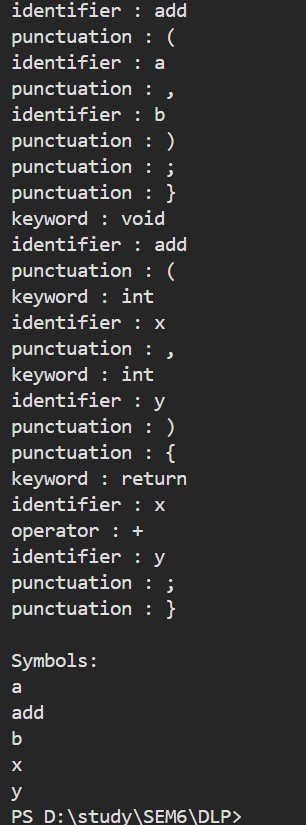 identifier : add
punctuation : (
identifier : a
punctuation : ,
identifier : b
punctuation : )
punctuation : ;
punctuation : }
keyword : void
identifier : add
punctuation : (
keyword : int
identifier : x
punctuation : ,
keyword : int
identifier : y
punctuation : )
punctuation : {
keyword : return
identifier : x
operator : +
identifier : y
punctuation : ;
punctuation : }

Symbols:
a
add
b
x
y
PS D:\study\SEM6\DLP>